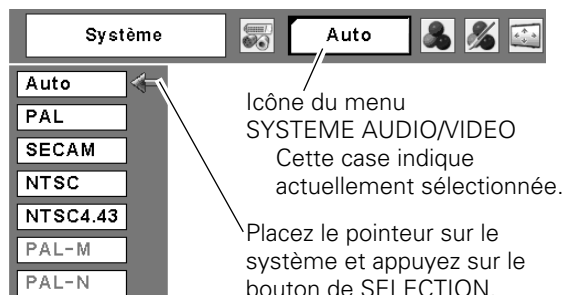 Système
Auto
Auto
PAL
SECAM
NTSC
NTSC4.43
PAL-M
PAL-N
Icône du menu
SYSTEME AUDIO/VIDEO
Cette case indique
actuellement sélectionnée.
Placez le pointeur sur le
système et appuyez sur le
bouton de SELECTION.